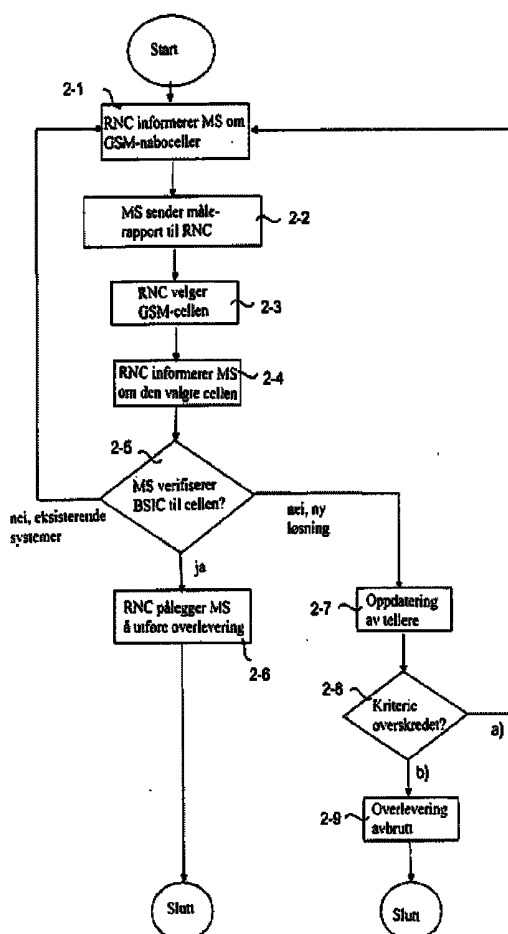 Start
2-1
RNC informerer MS om
GSM-naboceller
MS sender måle-
rapport til RNC
2-2
RNC velger
GSM-cellen
2-3
RNC informerer MS
om den valgte cellen
2-4
2-5
MS verifiserer
BSIC til cellen?
nei, eksisterende
systemer
nei, ny
løsning
ja
RNC pålegger MS
å utføre overlevering
2-6
2-7
Oppdatering
av tellere
2-8
Kriterie
overskredet?
a)
b)
2-9
Overlevering
avbrutt
Slutt
Slutt